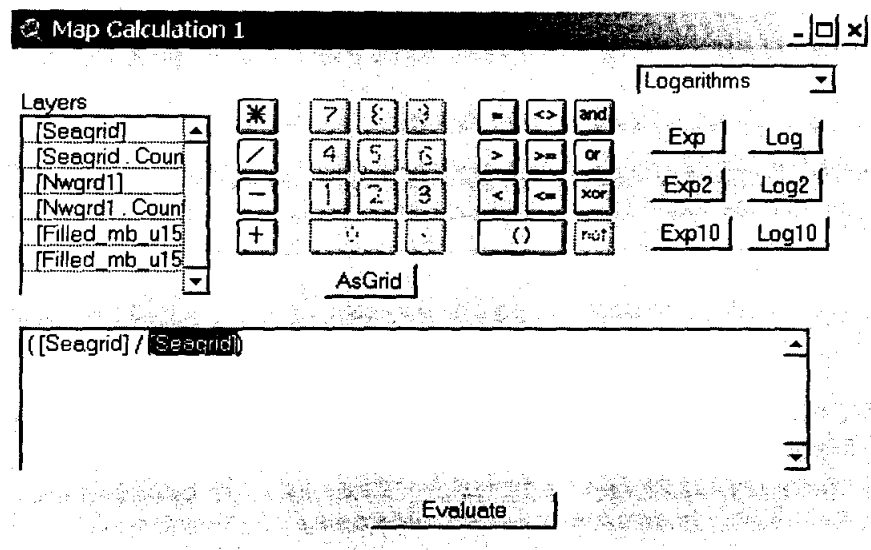 Map Calculation 1
Logarithms
Layers
[Seagrid]
[Seagrid . Coun
[Nwgrd1]
[Nwgrd1 . Count
[Filled_mb_u15
[Filled_mb_u15
* 7 8 9 = <> and
/ 4 5 6 > >= or
- 1 2 3 < <= xor
+ 0 . () not
AsGrid
Exp Log
Exp2 Log2
Exp10 Log10
([Seagrid] / [Seagrid])
Evaluate